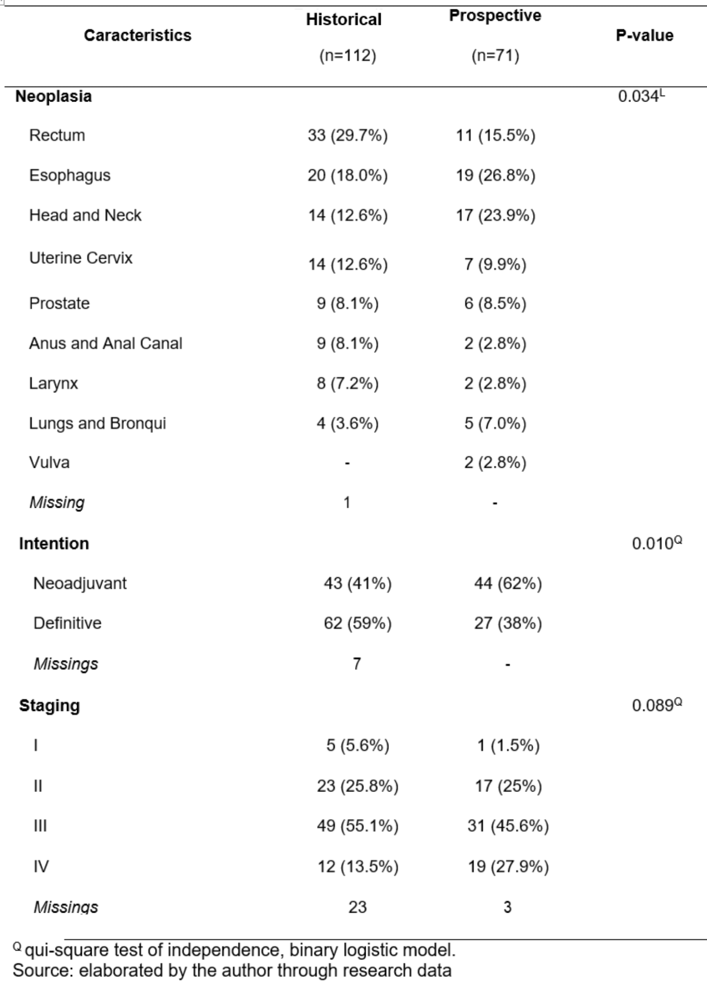 Caracteristics Historical (n=112) Prospective (n=71) P-value
Neoplasia 0.034L
Rectum 33 (29.7%) 11 (15.5%)
Esophagus 20 (18.0%) 19 (26.8%)
Head and Neck 14 (12.6%) 17 (23.9%)
Uterine Cervix 14 (12.6%) 7 (9.9%)
Prostate 9 (8.1%) 6 (8.5%)
Anus and Anal Canal 9 (8.1%) 2 (2.8%)
Larynx 8 (7.2%) 2 (2.8%)
Lungs and Bronqui 4 (3.6%) 5 (7.0%)
Vulva - 2 (2.8%)
Missing 1 -
Intention 0.010Q
Neoadjuvant 43 (41%) 44 (62%)
Definitive 62 (59%) 27 (38%)
Missings 7 -
Staging 0.089Q
I 5 (5.6%) 1 (1.5%)
II 23 (25.8%) 17 (25%)
III 49 (55.1%) 31 (45.6%)
IV 12 (13.5%) 19 (27.9%)
Missings 23 3
Q qui-square test of independence, binary logistic model.
Source: elaborated by the author through research data